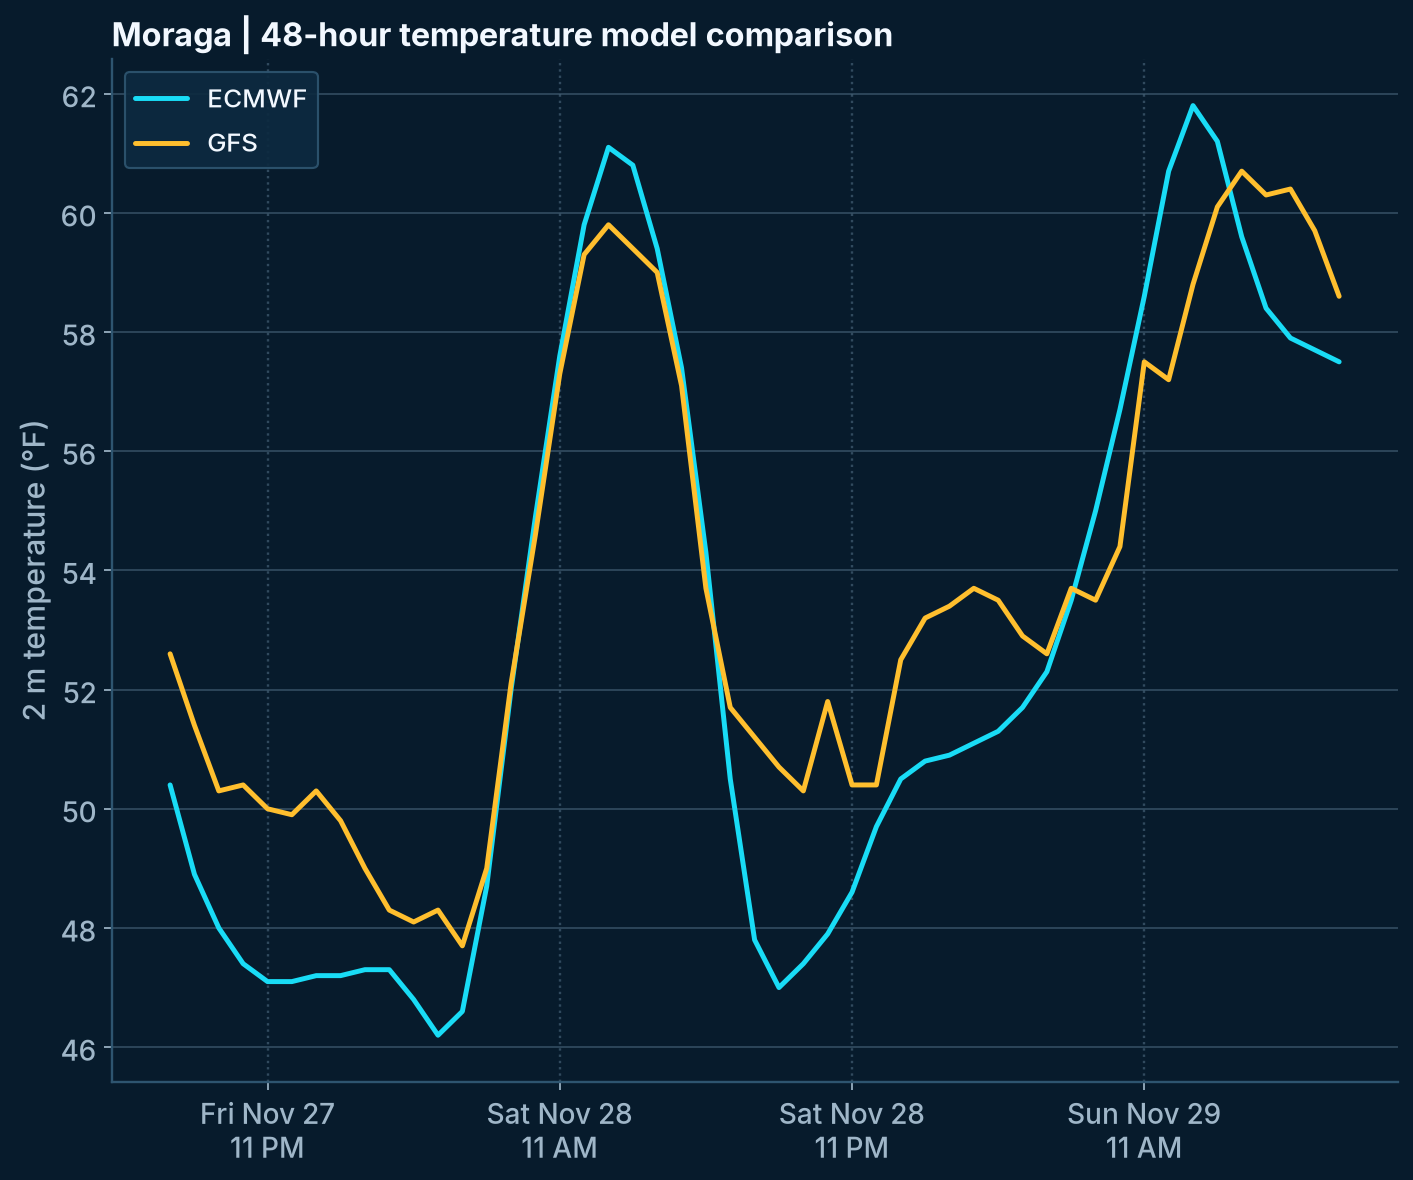 Moraga | 48-hour temperature model comparison
ECMWF
GFS
2 m temperature (°F)
62
60
58
56
54
52
50
48
46
Fri Nov 27
11 PM
Sat Nov 28
11 AM
Sat Nov 28
11 PM
Sun Nov 29
11 AM